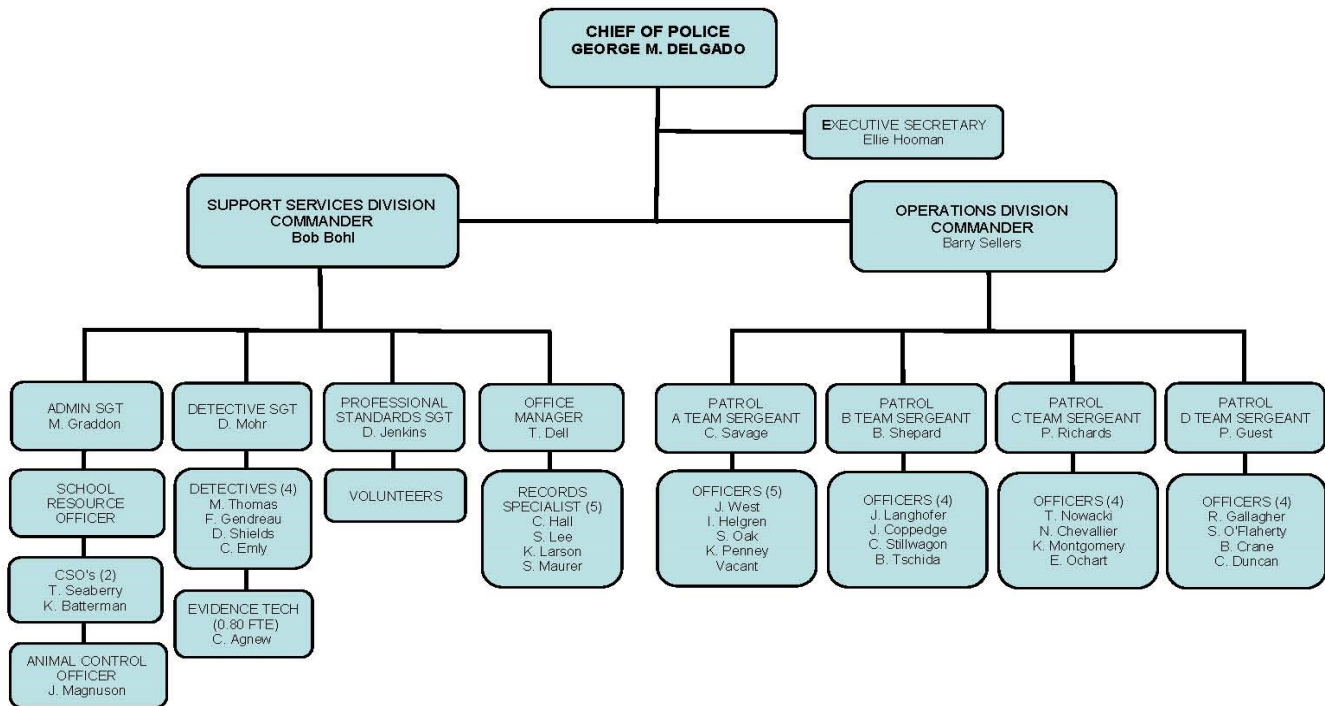 CHIEF OF POLICE
GEORGE M. DELGADO
EXECUTIVE SECRETARY
Ellie Hooman
SUPPORT SERVICES DIVISION
COMMANDER
Bob Bohl
OPERATIONS DIVISION
COMMANDER
Barry Sellers
ADMIN SGT
M. Graddon
DETECTIVE SGT
D. Mohr
PROFESSIONAL
STANDARDS SGT
D. Jenkins
OFFICE
MANAGER
T. Dell
PATROL
A TEAM SERGEANT
C. Savage
PATROL
B TEAM SERGEANT
B. Shepard
PATROL
C TEAM SERGEANT
P. Richards
PATROL
D TEAM SERGEANT
P. Guest
SCHOOL
RESOURCE
OFFICER
DETECTIVES (4)
M. Thomas
F. Gendreau
D. Shields
C. Emly
VOLUNTEERS
RECORDS
SPECIALIST (5)
C. Hall
S. Lee
K. Larson
S. Maurer
OFFICERS (5)
J. West
I. Helgren
S. Oak
K. Penney
Vacant
OFFICERS (4)
J. Langhofer
J. Coppedge
C. Stillwagon
B. Tschida
OFFICERS (4)
T. Nowacki
N. Chevallier
K. Montgomery
E. Ochart
OFFICERS (4)
R. Gallagher
S. O'Flaherty
B. Crane
C. Duncan
CSO's (2)
T. Seaberry
K. Batterman
EVIDENCE TECH
(0.80 FTE)
C. Agnew
ANIMAL CONTROL
OFFICER
J. Magnuson